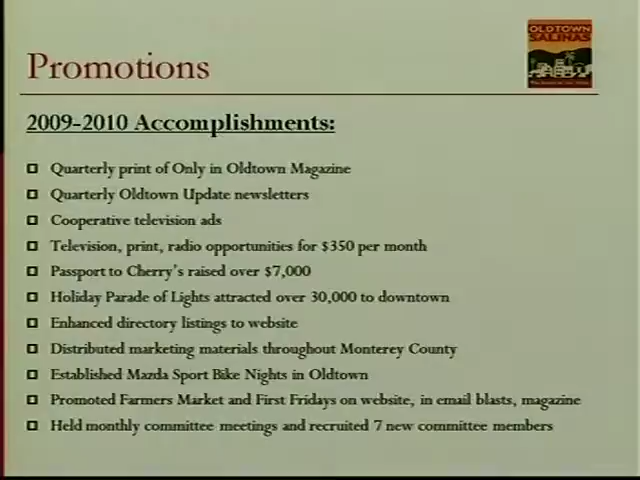 OLDTOWN
SALINAS
Promotions
2009-2010 Accomplishments:
Quarterly print of Only in Oldtown Magazine
Quarterly Oldtown Update newsletters
Cooperative television ads
Television, print, radio opportunities for $350 per month
Passport to Cherry's raised over $7,000
Holiday Parade of Lights attracted over 30,000 to downtown
Enhanced directory listings to website
Distributed marketing materials throughout Monterey County
Established Mazda Sport Bike Nights in Oldtown
Promoted Farmers Market and First Fridays on website, in email blasts, magazine
Held monthly committee meetings and recruited 7 new committee members